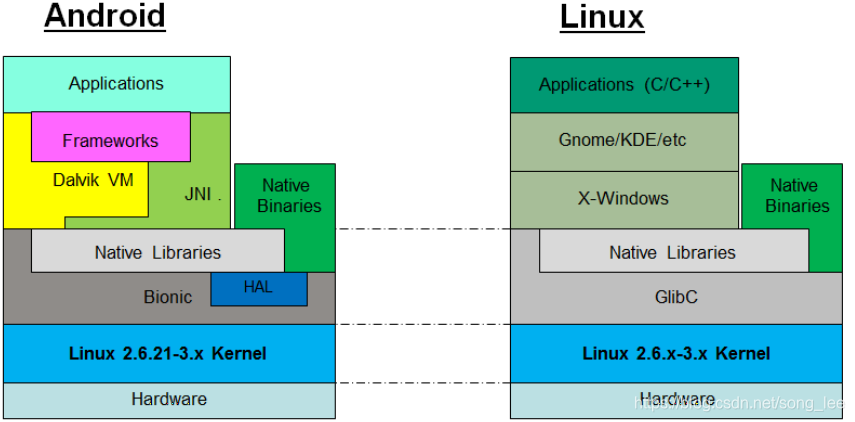 Android
Applications
Frameworks
Dalvik VM
JNI .
Native
Binaries
Native Libraries
HAL
Bionic
Linux 2.6.21-3.x Kernel
Hardware
Linux
Applications (C/C++)
Gnome/KDE/etc
X-Windows
Native
Binaries
Native Libraries
GlibC
Linux 2.6.x-3.x Kernel
Hardware
https://blog.csdn.net/song_lee